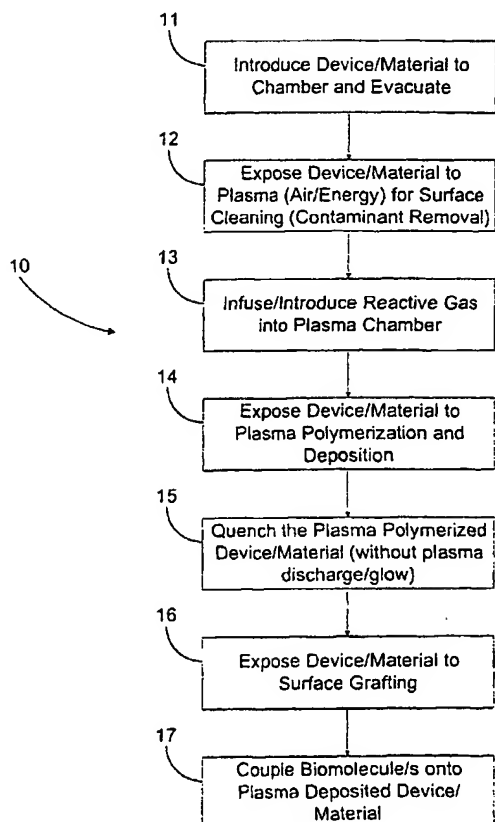 11
Introduce Device/Material to
Chamber and Evacuate
12
Expose Device/Material to
Plasma (Air/Energy) for Surface
Cleaning (Contaminant Removal)
10
13
Infuse/Introduce Reactive Gas
into Plasma Chamber
14
Expose Device/Material to
Plasma Polymerization and
Deposition
15
Quench the Plasma Polymerized
Device/Material (without plasma
discharge/glow)
16
Expose Device/Material to
Surface Grafting
17
Couple Biomolecule/s onto
Plasma Deposited Device/
Material